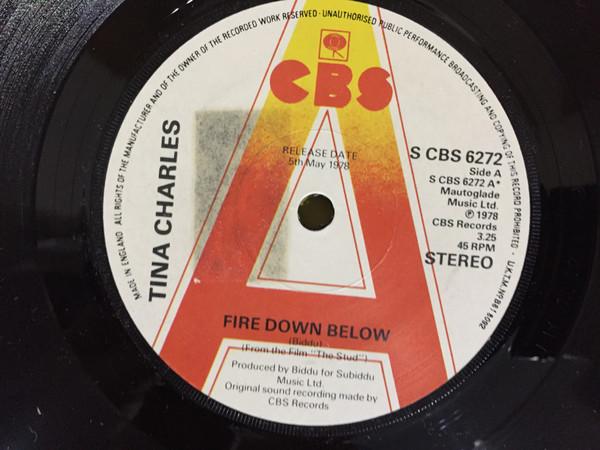 MADE IN ENGLAND ALL RIGHTS OF THE MANUFACTURER AND OF THE OWNER OF THE RECORDED WORK RESERVED · UNAUTHORISED PUBLIC PERFORMANCE BROADCASTING AND COPYING OF THIS RECORD PROHIBITED · U.K.T.M. Nº 8618092
CBS
RELEASE DATE
5th May 1978
TINA CHARLES
S CBS 6272
Side A
S CBS 6272 A*
Mautoglade
Music Ltd.
℗ 1978
CBS Records
3.25
45 RPM
STEREO
A
FIRE DOWN BELOW
(Biddu)
(From the Film "The Stud")
Produced by Biddu for Subiddu
Music Ltd.
Original sound recording made by
CBS Records